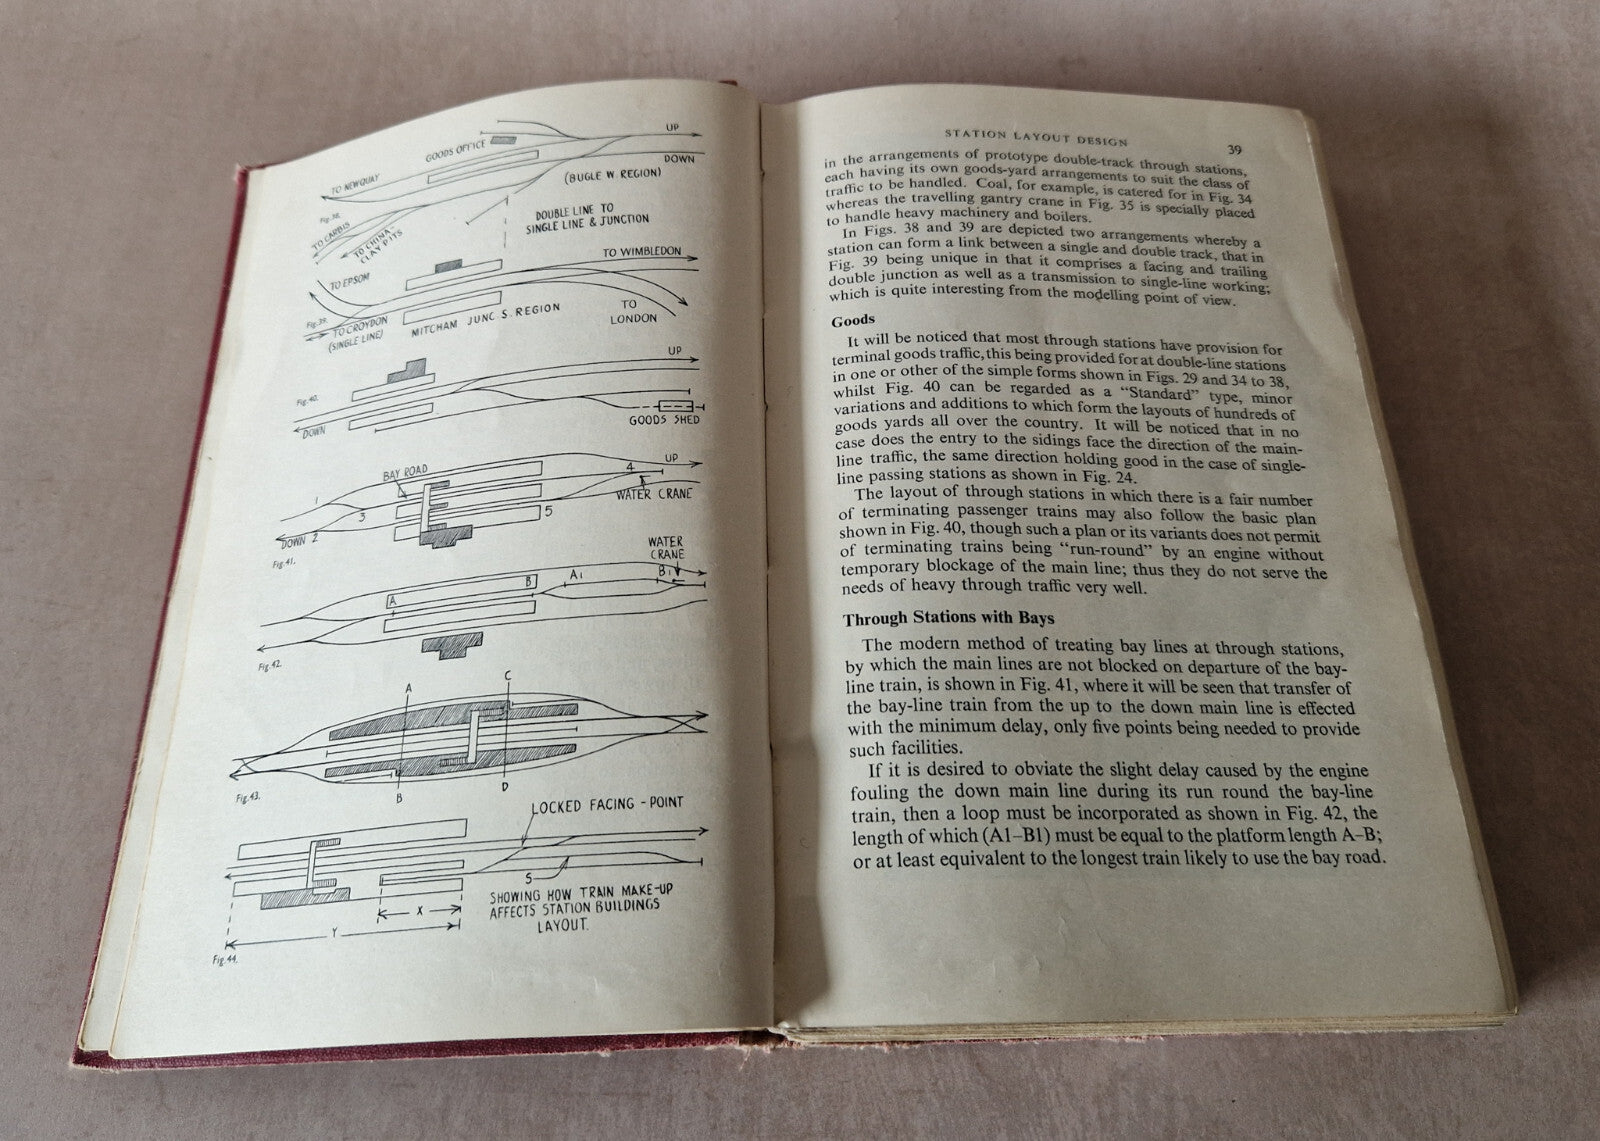 GOODS OFFICE
UP
DOWN
TO NEWQUAY
(BUGLE W. REGION)
Fig. 38.
TO CARBIS
TO CHINA
CLAY PITS
DOUBLE LINE TO
SINGLE LINE & JUNCTION
TO WIMBLEDON
TO EPSOM
Fig. 39.
TO CROYDON
(SINGLE LINE)
MITCHAM JUNC S. REGION
TO
LONDON
UP
Fig. 40.
DOWN
GOODS SHED
BAY ROAD
UP
4
WATER CRANE
1
3
5
DOWN 2
Fig. 41.
WATER
CRANE
B
A1
B1
A
Fig. 42.
A
C
Fig. 43.
B
D
LOCKED FACING - POINT
S
SHOWING HOW TRAIN MAKE-UP
AFFECTS STATION BUILDINGS
LAYOUT.
X
Y
Fig. 44.
STATION LAYOUT DESIGN 39
in the arrangements of prototype double-track through stations,
each having its own goods-yard arrangements to suit the class of
traffic to be handled. Coal, for example, is catered for in Fig. 34
whereas the travelling gantry crane in Fig. 35 is specially placed
to handle heavy machinery and boilers.
In Figs. 38 and 39 are depicted two arrangements whereby a
station can form a link between a single and double track, that in
Fig. 39 being unique in that it comprises a facing and trailing
double junction as well as a transmission to single-line working;
which is quite interesting from the modelling point of view.
Goods
It will be noticed that most through stations have provision for
terminal goods traffic, this being provided for at double-line stations
in one or other of the simple forms shown in Figs. 29 and 34 to 38,
whilst Fig. 40 can be regarded as a "Standard" type, minor
variations and additions to which form the layouts of hundreds of
goods yards all over the country. It will be noticed that in no
case does the entry to the sidings face the direction of the main-
line traffic, the same direction holding good in the case of single-
line passing stations as shown in Fig. 24.
The layout of through stations in which there is a fair number
of terminating passenger trains may also follow the basic plan
shown in Fig. 40, though such a plan or its variants does not permit
of terminating trains being "run-round" by an engine without
temporary blockage of the main line; thus they do not serve the
needs of heavy through traffic very well.
Through Stations with Bays
The modern method of treating bay lines at through stations,
by which the main lines are not blocked on departure of the bay-
line train, is shown in Fig. 41, where it will be seen that transfer of
the bay-line train from the up to the down main line is effected
with the minimum delay, only five points being needed to provide
such facilities.
If it is desired to obviate the slight delay caused by the engine
fouling the down main line during its run round the bay-line
train, then a loop must be incorporated as shown in Fig. 42, the
length of which (A1–B1) must be equal to the platform length A–B;
or at least equivalent to the longest train likely to use the bay road.